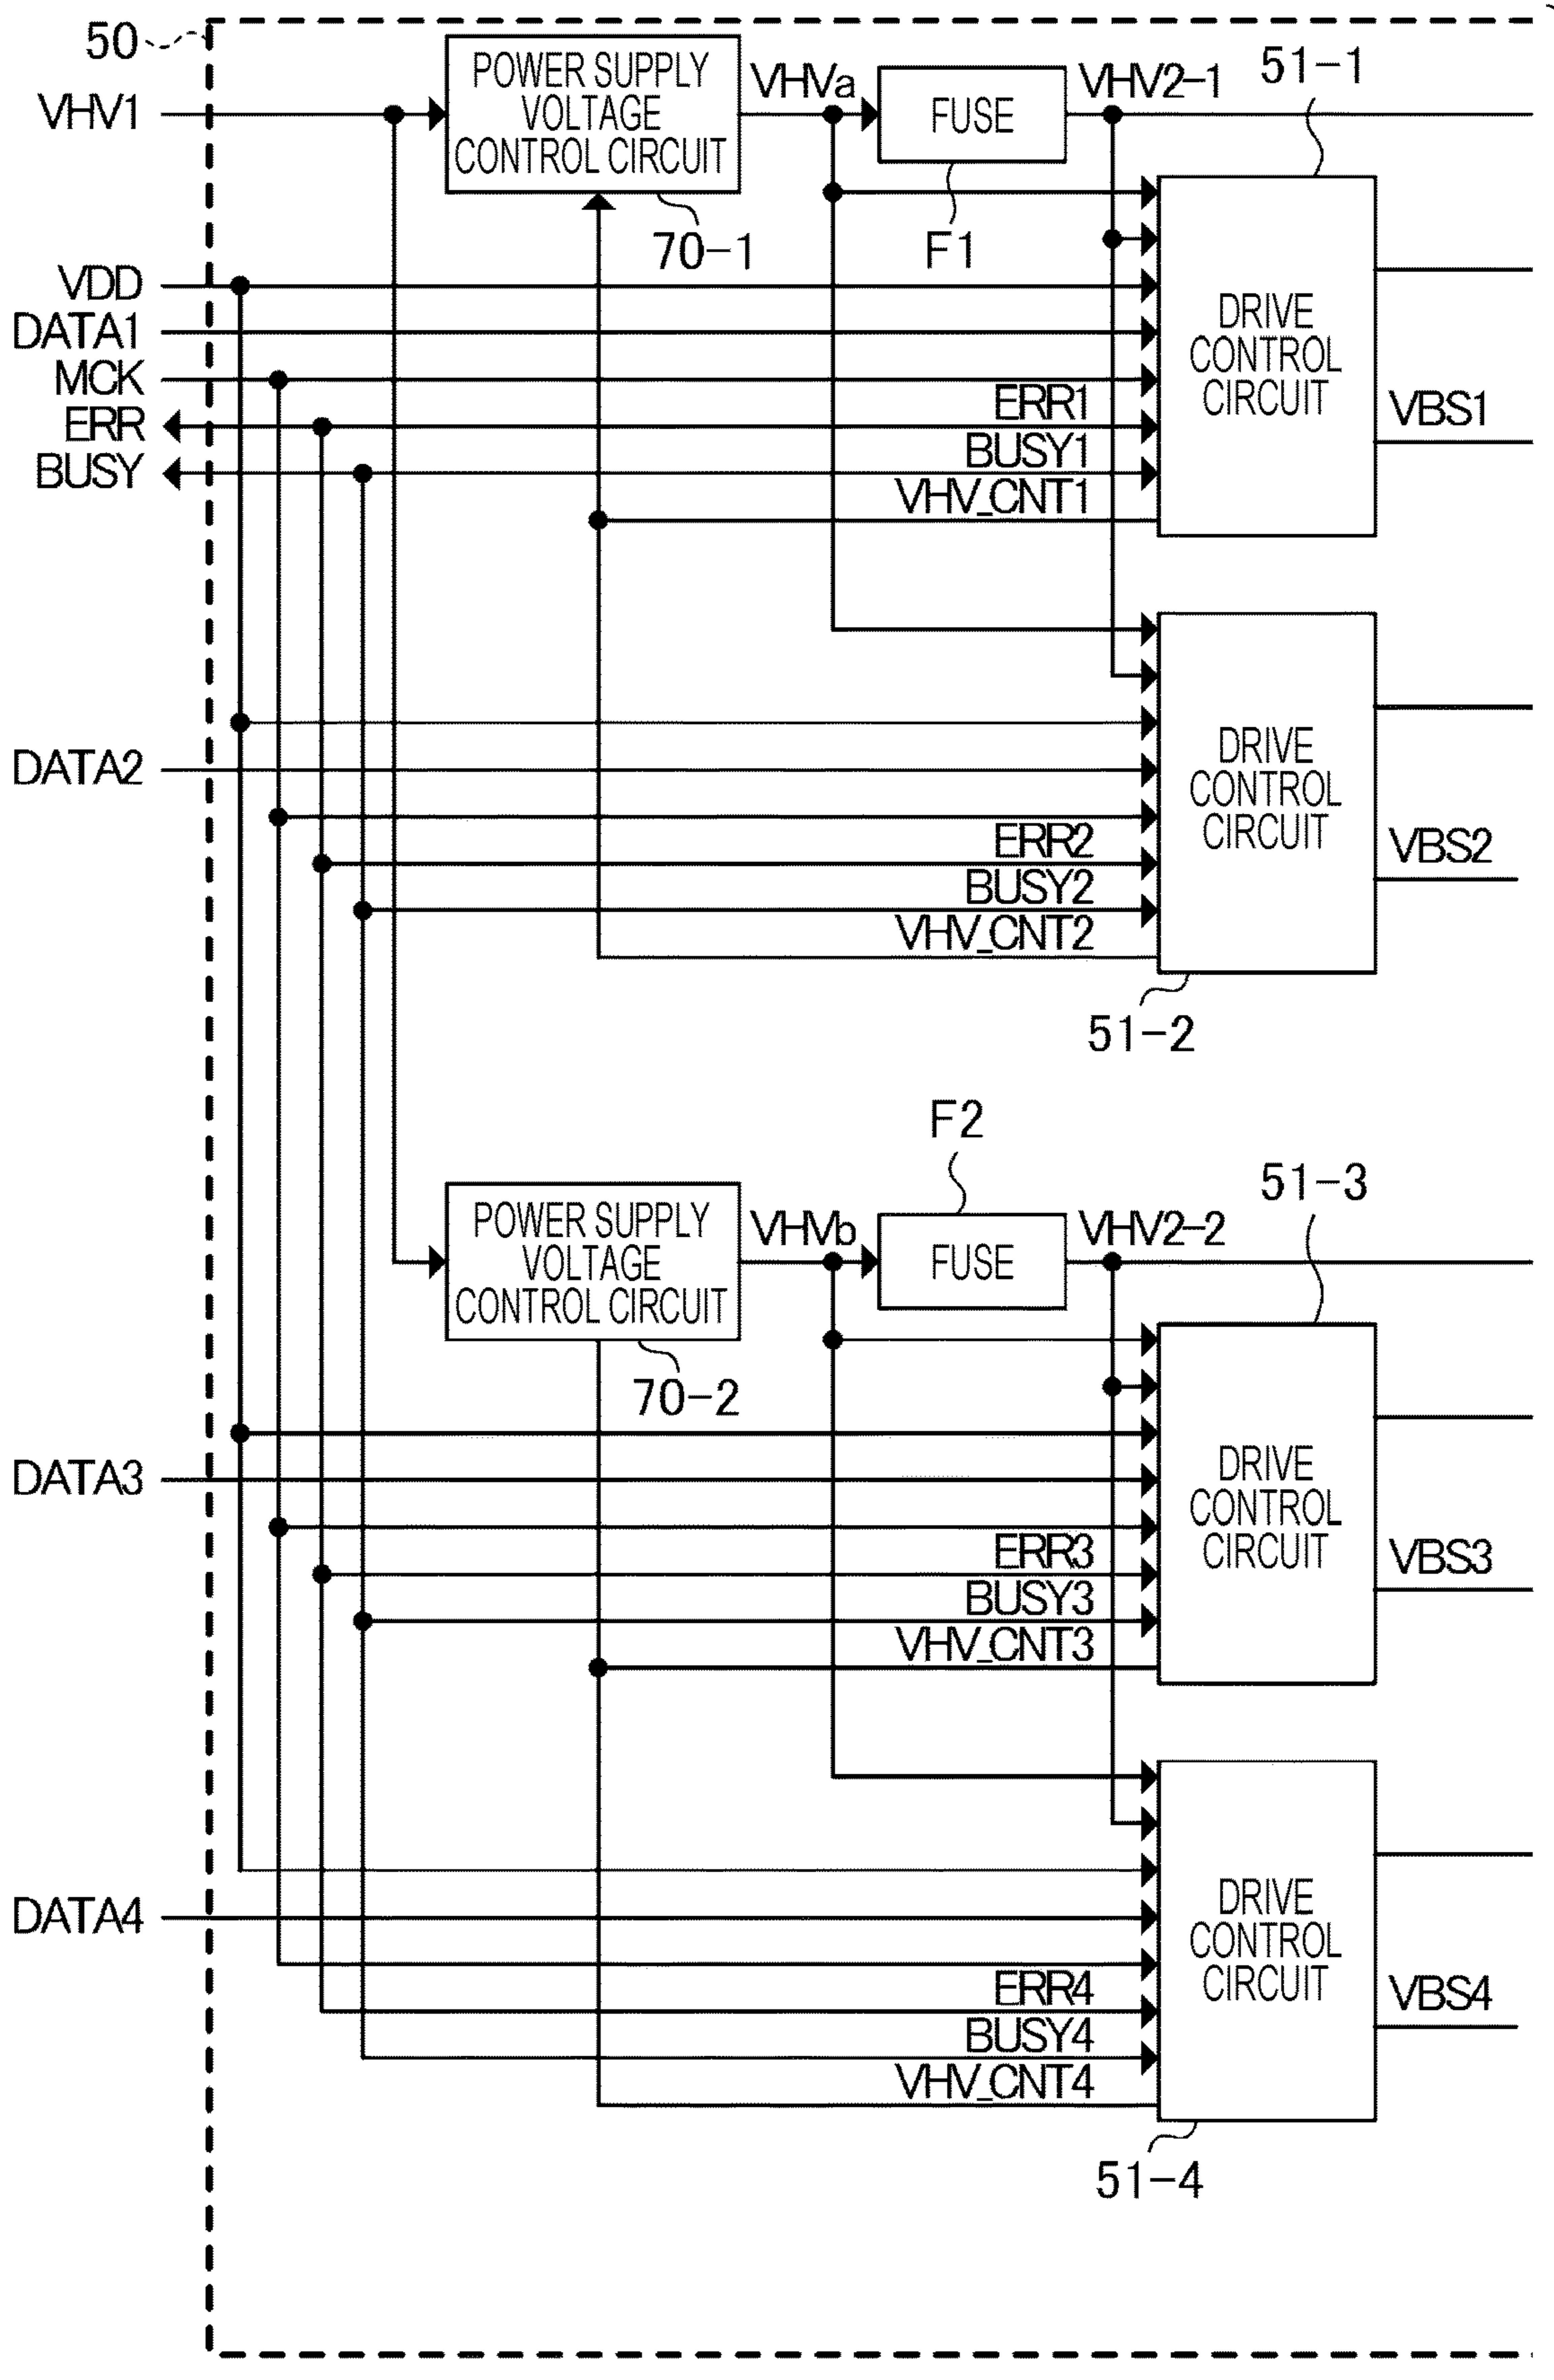 50
VHV1
POWER SUPPLY
VOLTAGE
CONTROL CIRCUIT
70-1
VHVa
FUSE
F1
VHV2-1
51-1
VDD
DATA1
MCK
ERR
BUSY
ERR1
BUSY1
VHV_CNT1
DRIVE
CONTROL
CIRCUIT
VBS1
DATA2
ERR2
BUSY2
VHV_CNT2
DRIVE
CONTROL
CIRCUIT
VBS2
51-2
POWER SUPPLY
VOLTAGE
CONTROL CIRCUIT
70-2
VHVb
F2
FUSE
VHV2-2
51-3
DATA3
ERR3
BUSY3
VHV_CNT3
DRIVE
CONTROL
CIRCUIT
VBS3
DATA4
ERR4
BUSY4
VHV_CNT4
DRIVE
CONTROL
CIRCUIT
VBS4
51-4